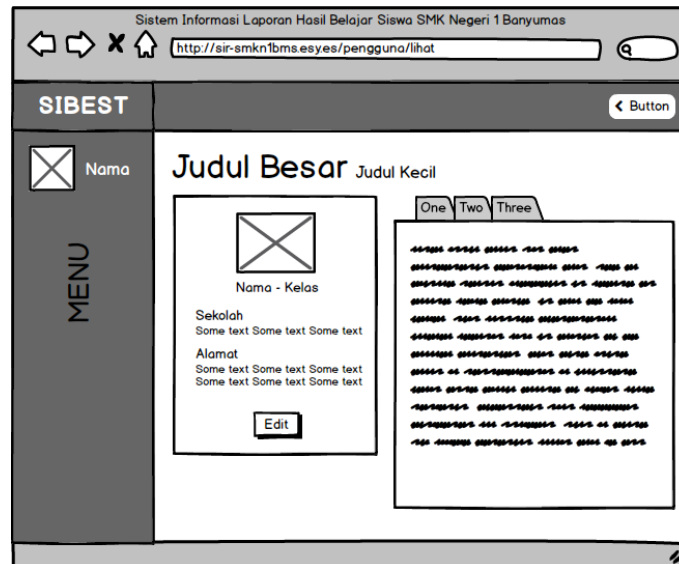 Sistem Informasi Laporan Hasil Belajar Siswa SMK Negeri 1 Banyumas
http://sir-smkn1bms.esy.es/pengguna/lihat
SIBEST
< Button
Nama
MENU
Judul Besar Judul Kecil
Nama - Kelas
Sekolah
Some text Some text Some text
Alamat
Some text Some text Some text
Some text Some text Some text
Edit
One Two Three